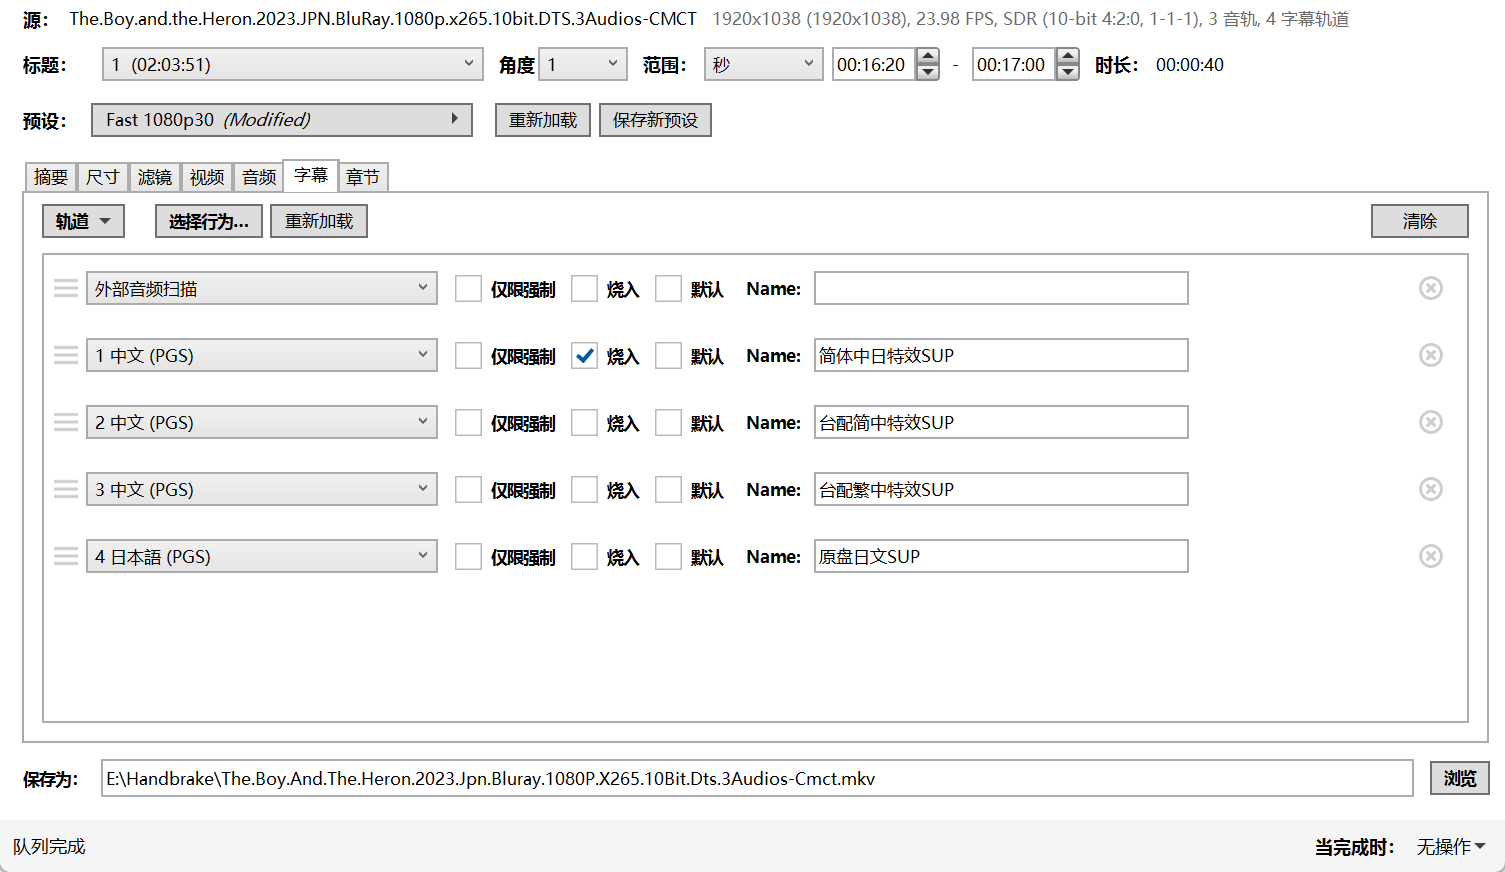 源： The.Boy.and.the.Heron.2023.JPN.BluRay.1080p.x265.10bit.DTS.3Audios-CMCT 1920x1038 (1920x1038), 23.98 FPS, SDR (10-bit 4:2:0, 1-1-1), 3 音轨, 4 字幕轨道
标题： 1 (02:03:51) 角度 1 范围： 秒 00:16:20 - 00:17:00 时长： 00:00:40
预设： Fast 1080p30 (Modified) 重新加载 保存新预设
摘要 尺寸 滤镜 视频 音频 字幕 章节
轨道 选择行为... 重新加载 清除
外部音频扫描 仅限强制 烧入 默认 Name:
1 中文 (PGS) 仅限强制 烧入 默认 Name: 简体中日特效SUP
2 中文 (PGS) 仅限强制 烧入 默认 Name: 台配简中特效SUP
3 中文 (PGS) 仅限强制 烧入 默认 Name: 台配繁中特效SUP
4 日本語 (PGS) 仅限强制 烧入 默认 Name: 原盘日文SUP
保存为： E:\Handbrake\The.Boy.And.The.Heron.2023.Jpn.Bluray.1080P.X265.10Bit.Dts.3Audios-Cmct.mkv 浏览
队列完成 当完成时： 无操作